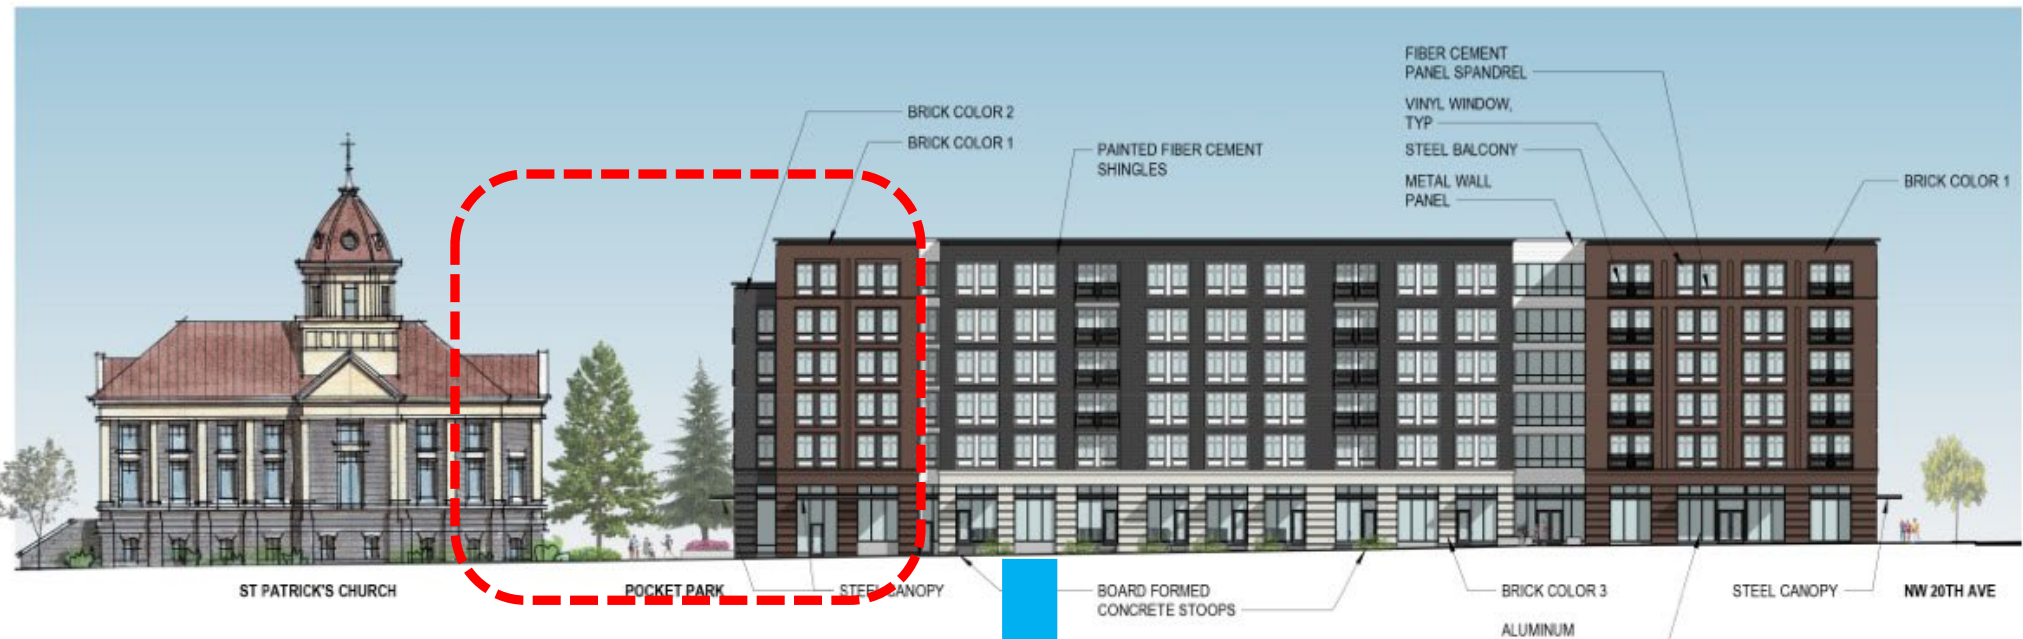 FIBER CEMENT
PANEL SPANDREL
VINYL WINDOW,
TYP
STEEL BALCONY
METAL WALL
PANEL
BRICK COLOR 2
BRICK COLOR 1
PAINTED FIBER CEMENT
SHINGLES
BRICK COLOR 1
ST PATRICK'S CHURCH
POCKET PARK
STEEL CANOPY
BOARD FORMED
CONCRETE STOOPS
BRICK COLOR 3
STEEL CANOPY
NW 20TH AVE
ALUMINUM